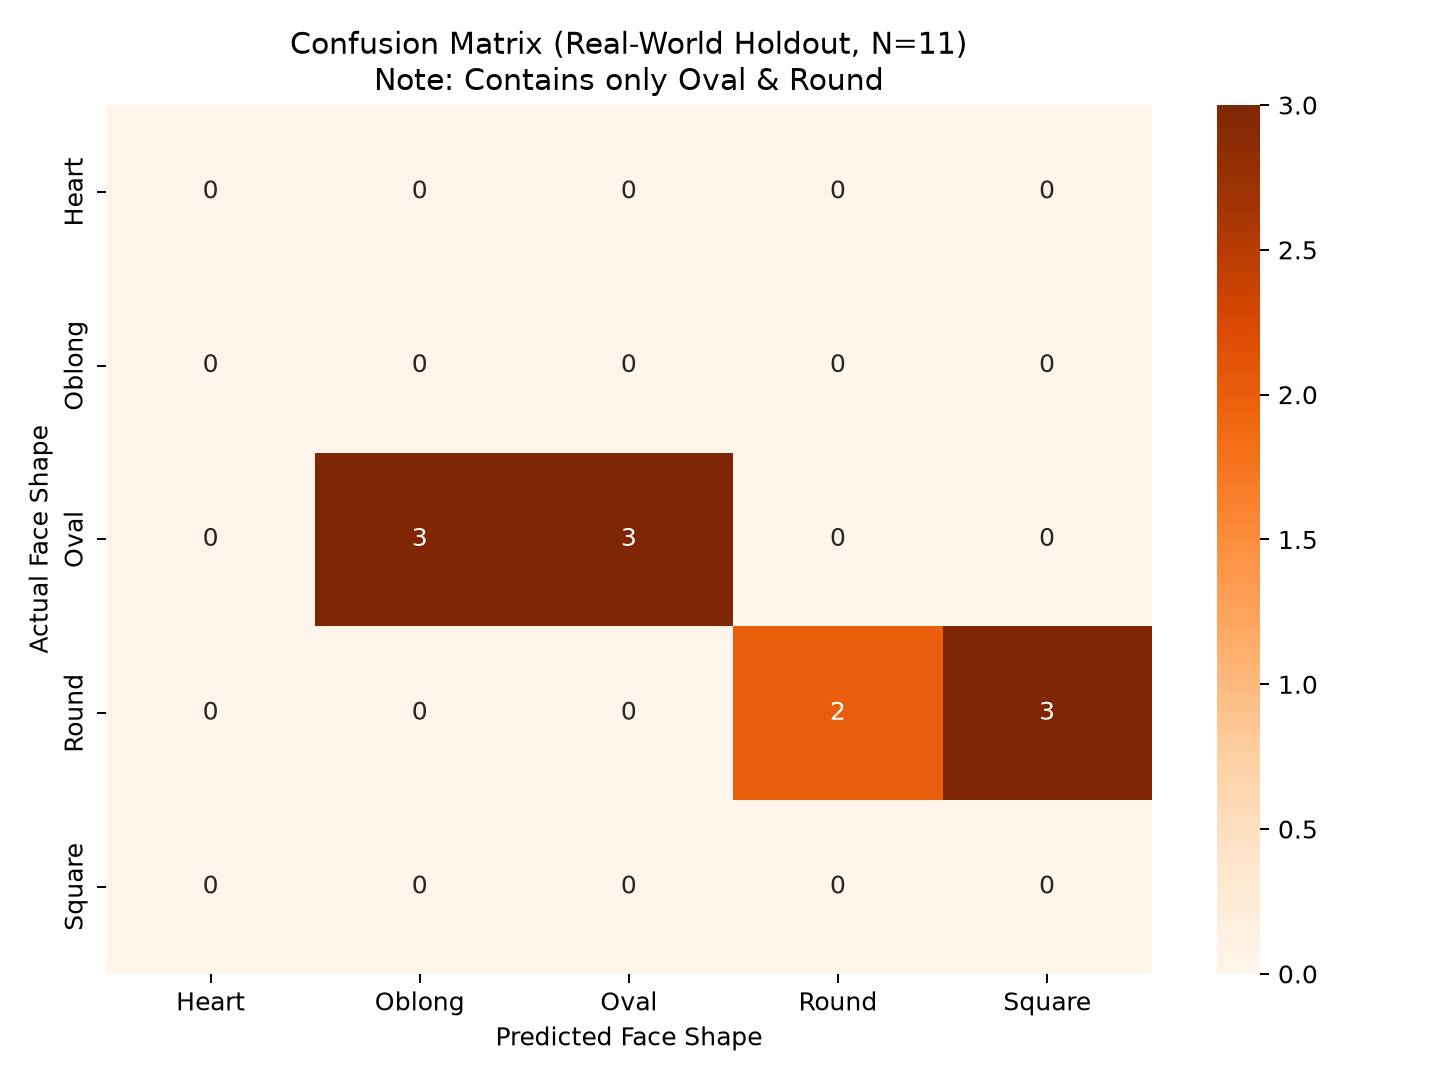 Confusion Matrix (Real-World Holdout, N=11)
Note: Contains only Oval & Round
Actual Face Shape
Heart
0 0 0 0 0
Oblong
0 0 0 0 0
Oval
0 3 3 0 0
Round
0 0 0 2 3
Square
0 0 0 0 0
Heart Oblong Oval Round Square
Predicted Face Shape
3.0
2.5
2.0
1.5
1.0
0.5
0.0